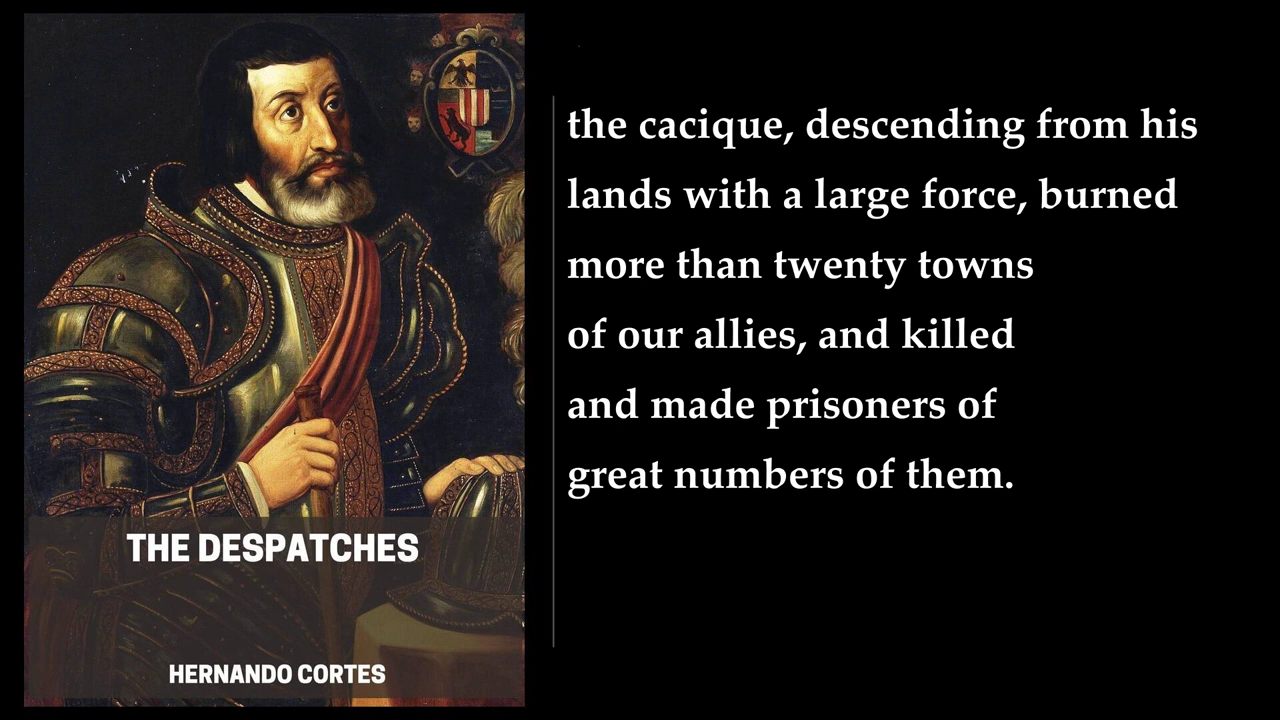 the cacique, descending from his
lands with a large force, burned
more than twenty towns
of our allies, and killed
and made prisoners of
great numbers of them.
THE DESPATCHES
HERNANDO CORTES